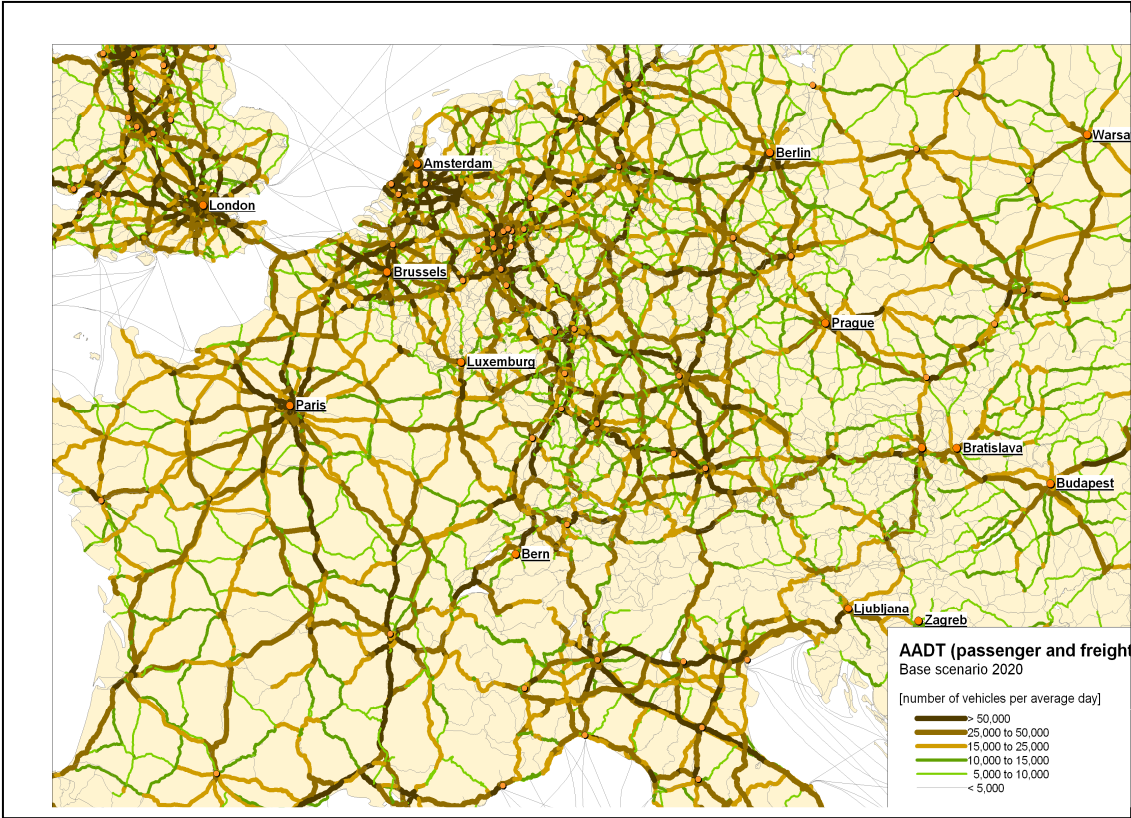 Warsa
Berlin
Amsterdam
London
Brussels
Prague
Luxemburg
Paris
Bratislava
Budapest
Bern
Ljubljana
Zagreb
AADT (passenger and freight
Base scenario 2020
[number of vehicles per average day]
> 50,000
25,000 to 50,000
15,000 to 25,000
10,000 to 15,000
5,000 to 10,000
< 5,000